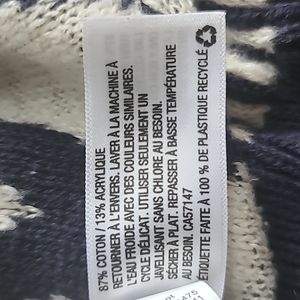 87% COTON / 13% ACRYLIQUE
RETOURNER À L'ENVERS. LAVER À LA MACHINE À
L'EAU FROIDE AVEC DES COULEURS SIMILAIRES.
CYCLE DÉLICAT. UTILISER SEULEMENT UN
JAVELLISANT SANS CHLORE AU BESOIN.
SÉCHER À PLAT. REPASSER À BASSE TEMPÉRATURE
AU BESOIN. CA57147
ÉTIQUETTE FAITE À 100 % DE PLASTIQUE RECYCLÉ
475